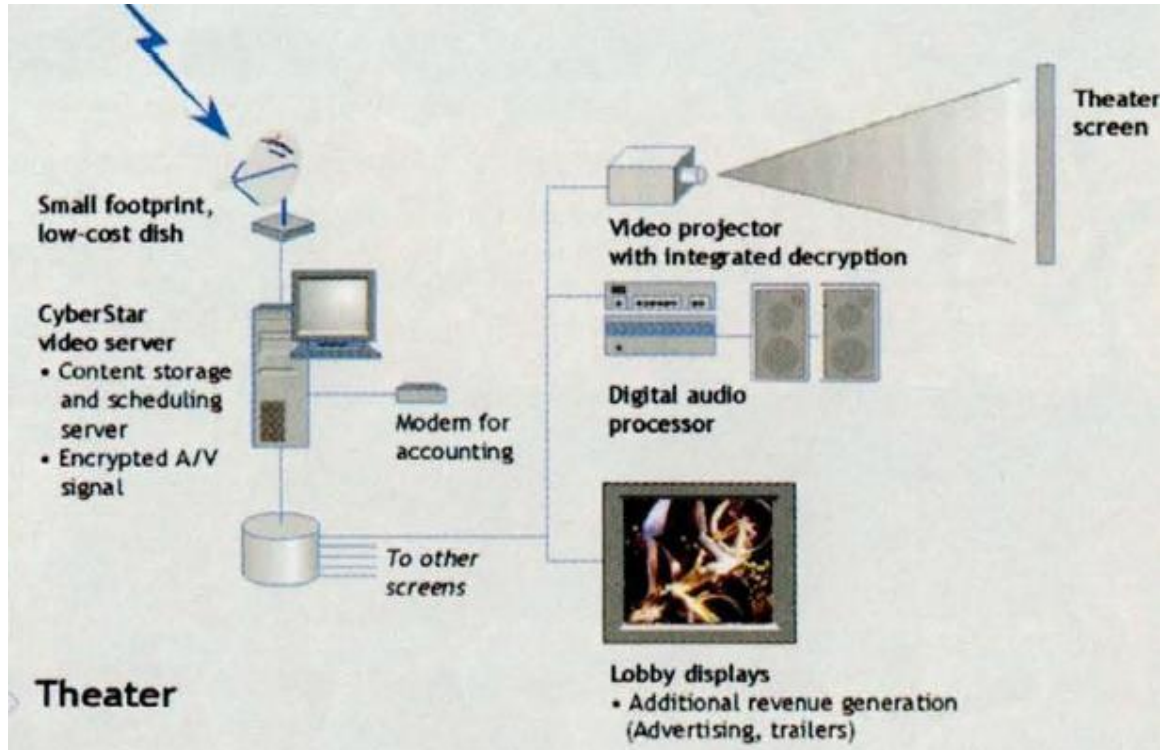 Theater
screen
Small footprint,
low-cost dish
Video projector
with integrated decryption
CyberStar
video server
• Content storage
and scheduling
server
• Encrypted A/V
signal
Modem for
accounting
Digital audio
processor
To other
screens
Lobby displays
• Additional revenue generation
(Advertising, trailers)
Theater